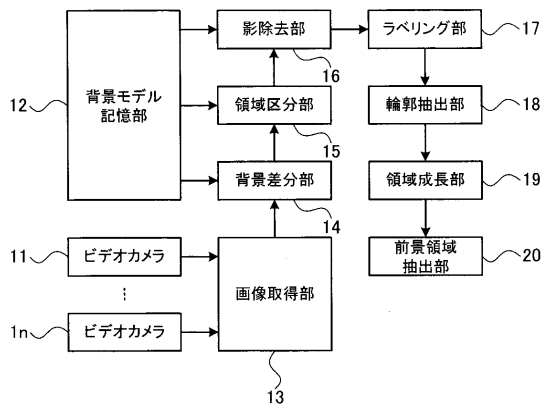 影除去部
16
ラベリング部
17
12
背景モデル
記憶部
領域区分部
15
輪郭抽出部
18
背景差分部
14
領域成長部
19
11
ビデオカメラ
画像取得部
13
前景領域
抽出部
20
1n
ビデオカメラ